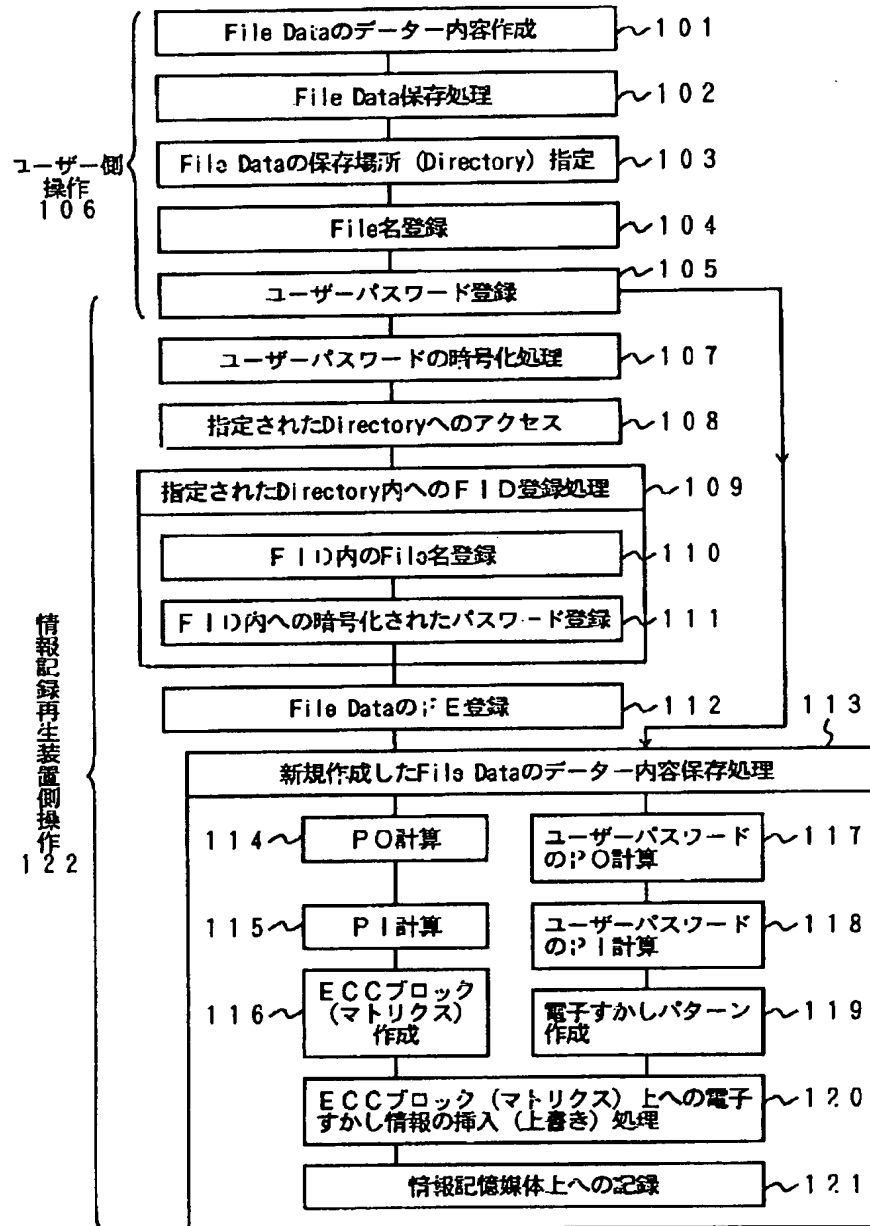 File Dataのデーター内容作成 101
File Data保存処理 102
File Dataの保存場所（Directory）指定 103
ユーザー側
操作
106
File名登録 104
ユーザーパスワード登録 105
ユーザーパスワードの暗号化処理 107
指定されたDirectoryへのアクセス 108
指定されたDirectory内へのＦＩＤ登録処理 109
ＦＩＤ内のFile名登録 110
ＦＩＤ内への暗号化されたパスワード登録 111
情報記録再生装置側操作
122
File DataのＦＥ登録 112
113
新規作成したFile Dataのデーター内容保存処理
114 ＰＯ計算
ユーザーパスワード
のＰＯ計算 117
115 ＰＩ計算
ユーザーパスワード
のＰＩ計算 118
116 ＥＣＣブロック
（マトリクス）
作成
電子すかしパターン
作成 119
ＥＣＣブロック（マトリクス）上への電子
すかし情報の挿入（上書き）処理 120
情報記憶媒体上への記録 121